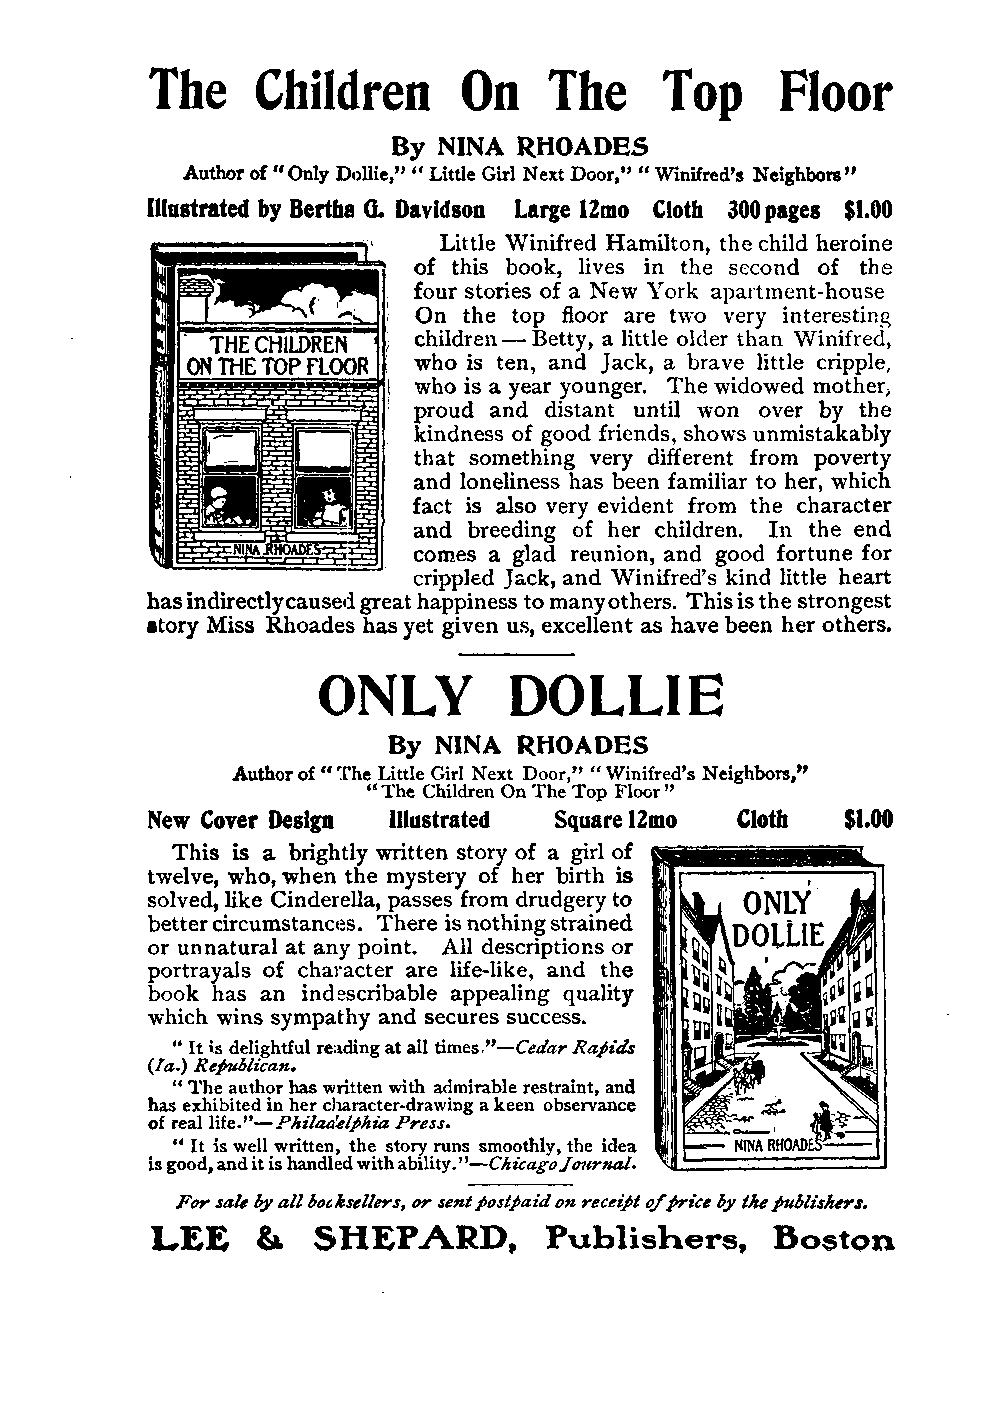 The Children On The Top Floor
By NINA RHOADES
Author of "Only Dollie," "Little Girl Next Door," "Winifred's Neighbors"
Illustrated by Bertha G. Davidson Large 12mo Cloth 300 pages $1.00
Little Winifred Hamilton, the child heroine
of this book, lives in the second of the
four stories of a New York apartment-house
On the top floor are two very interesting
children — Betty, a little older than Winifred,
who is ten, and Jack, a brave little cripple,
who is a year younger. The widowed mother,
proud and distant until won over by the
kindness of good friends, shows unmistakably
that something very different from poverty
and loneliness has been familiar to her, which
fact is also very evident from the character
and breeding of her children. In the end
comes a glad reunion, and good fortune for
crippled Jack, and Winifred's kind little heart
has indirectly caused great happiness to many others. This is the strongest
story Miss Rhoades has yet given us, excellent as have been her others.
THE CHILDREN
ON THE TOP FLOOR
NINA RHOADES
ONLY DOLLIE
By NINA RHOADES
Author of "The Little Girl Next Door," "Winifred's Neighbors,"
"The Children On The Top Floor"
New Cover Design Illustrated Square 12mo Cloth $1.00
This is a brightly written story of a girl of
twelve, who, when the mystery of her birth is
solved, like Cinderella, passes from drudgery to
better circumstances. There is nothing strained
or unnatural at any point. All descriptions or
portrayals of character are life-like, and the
book has an indescribable appealing quality
which wins sympathy and secures success.
"It is delightful reading at all times."—Cedar Rapids
(Ia.) Republican.
"The author has written with admirable restraint, and
has exhibited in her character-drawing a keen observance
of real life."—Philadelphia Press.
"It is well written, the story runs smoothly, the idea
is good, and it is handled with ability."—Chicago Journal.
ONLY
DOLLIE
NINA RHOADES
For sale by all booksellers, or sent postpaid on receipt of price by the publishers.
LEE & SHEPARD, Publishers, Boston